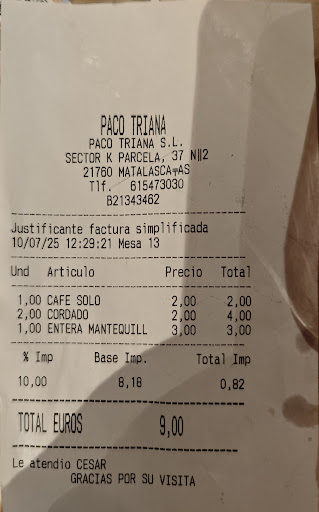 PACO TRIANA
PACO TRIANA S.L.
SECTOR K PARCELA, 37 Nº2
21760 MATALASCAÑAS
Tlf. 615473030
B21343462
Justificante factura simplificada
10/07/25 12:29:21 Mesa 13
Und Articulo Precio Total
1,00 CAFE SOLO 2,00 2,00
2,00 CORDADO 2,00 4,00
1,00 ENTERA MANTEQUILL 3,00 3,00
% Imp Base Imp. Total Imp
10,00 8,18 0,82
TOTAL EUROS 9,00
Le atendio CESAR
GRACIAS POR SU VISITA